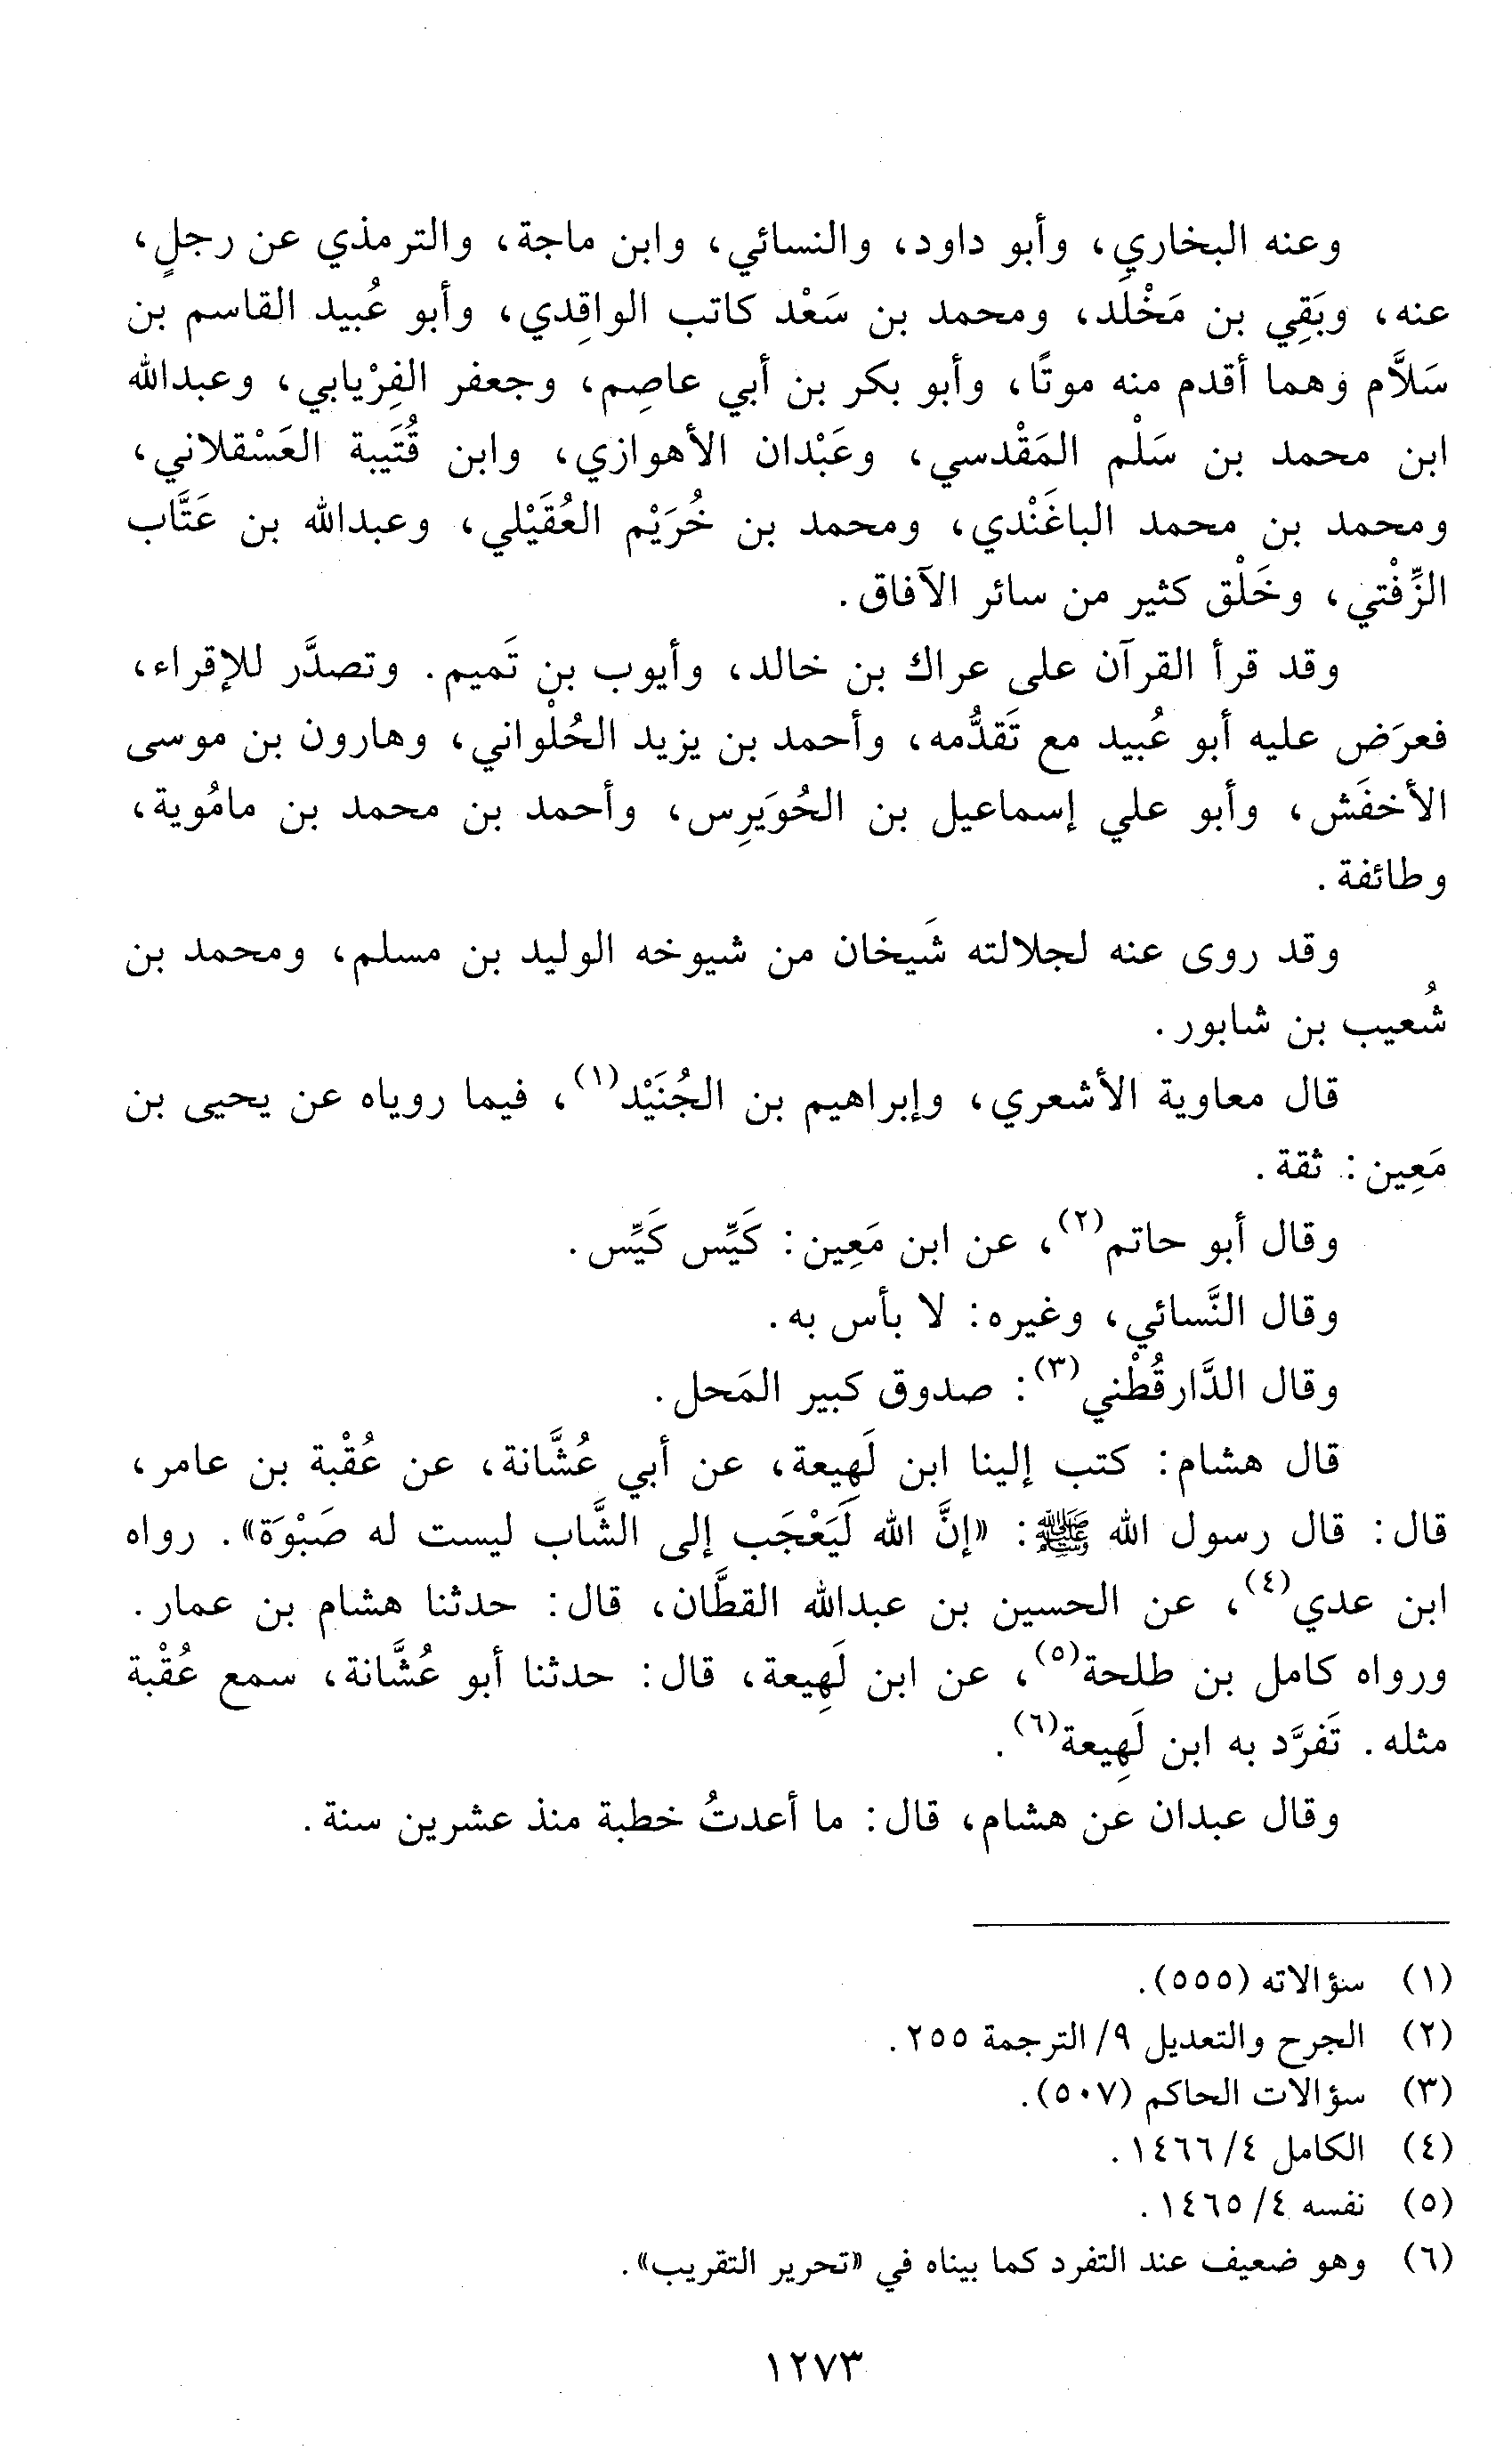 وعنه البخاري، وأبو داود، والنسائي، وابن ماجة، والترمذي عن رجلٍ،
عنه، وبَقِي بن مَخْلَد، ومحمد بن سَعْد كاتب الواقِدي، وأبو عُبيد القاسم بن
سَلاَّم وهما أقدم منه موتًا، وأبو بكر بن أبي عاصِم، وجعفر الفِرْيابي، وعبدالله
ابن محمد بن سَلْم المَقْدسي، وعَبْدان الأهوازي، وابن قُتَيبة العَسْقلاني،
ومحمد بن محمد الباغَنْدي، ومحمد بن خُرَيْم العُقَيْلي، وعبدالله بن عَتَّاب
الزِّفْتي، وخَلْق كثير من سائر الآفاق.
وقد قرأ القرآن على عراك بن خالد، وأيوب بن تَميم. وتصدَّر للإقراء،
فعرَض عليه أبو عُبيد مع تَقدُّمه، وأحمد بن يزيد الحُلْواني، وهارون بن موسى
الأخفَش، وأبو علي إسماعيل بن الحُوَيرِس، وأحمد بن محمد بن مامُوية،
وطائفة.
وقد روى عنه لجلالته شَيخان من شيوخه الوليد بن مسلم، ومحمد بن
شُعيب بن شابور.
قال معاوية الأشعري، وإبراهيم بن الجُنَيْد(١)، فيما روياه عن يحيى بن
مَعِين: ثقة.
وقال أبو حاتم(٢)، عن ابن مَعِين: كَيِّس كَيِّس.
وقال النَّسائي، وغيره: لا بأس به.
وقال الدَّارقُطْني(٣): صدوق كبير المَحل.
قال هشام: كتب إلينا ابن لَهِيعة، عن أبي عُشَّانة، عن عُقْبة بن عامر،
قال: قال رسول الله ﷺ: «إنَّ الله لَيَعْجَب إلى الشَّاب ليست له صَبْوَة». رواه
ابن عدي(٤)، عن الحسين بن عبدالله القطَّان، قال: حدثنا هشام بن عمار.
ورواه كامل بن طلحة(٥)، عن ابن لَهِيعة، قال: حدثنا أبو عُشَّانة، سمع عُقْبة
مثله. تَفرَّد به ابن لَهِيعة(٦).
وقال عبدان عن هشام، قال: ما أعدتُ خطبة منذ عشرين سنة.
(١) سؤالاته (٥٥٥).
(٢) الجرح والتعديل ٩/ الترجمة ٢٥٥.
(٣) سؤالات الحاكم (٥٠٧).
(٤) الكامل ٤/ ١٤٦٦.
(٥) نفسه ٤/ ١٤٦٥.
(٦) وهو ضعيف عند التفرد كما بيناه في «تحرير التقريب».
١٢٧٣